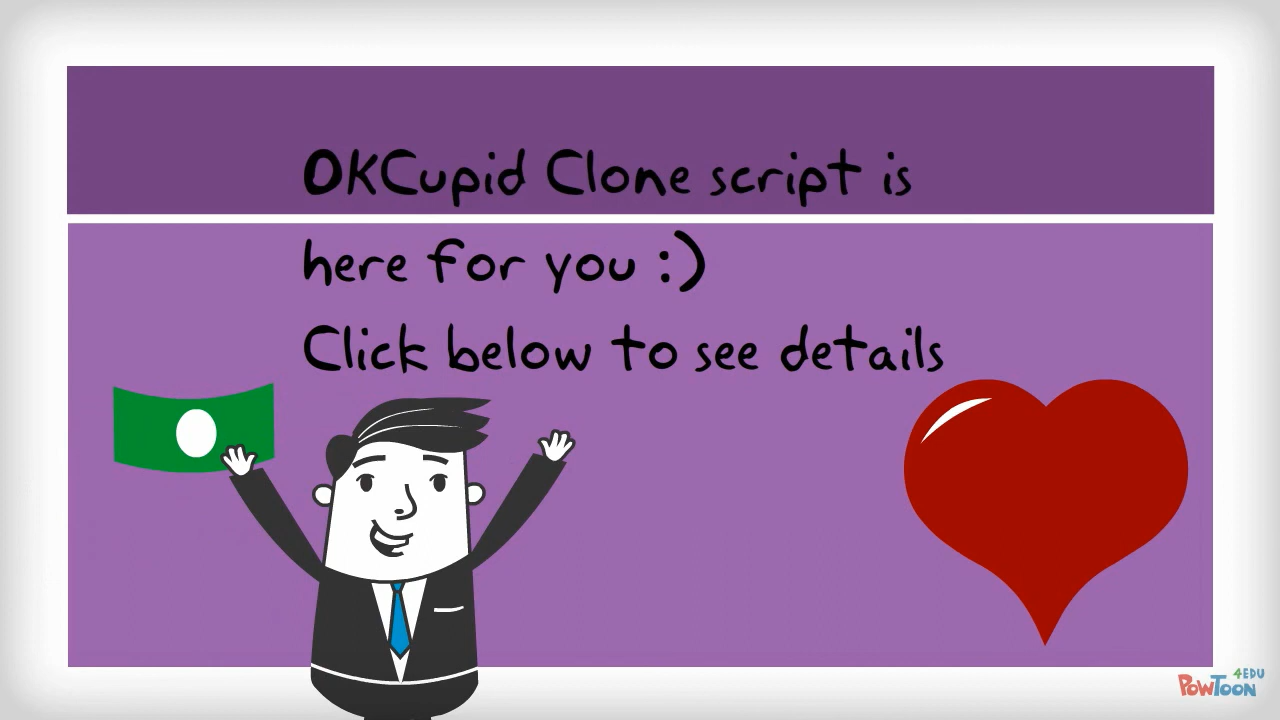 OKCupid Clone script is
here for you :)
Click below to see details
4EDU
PowToon